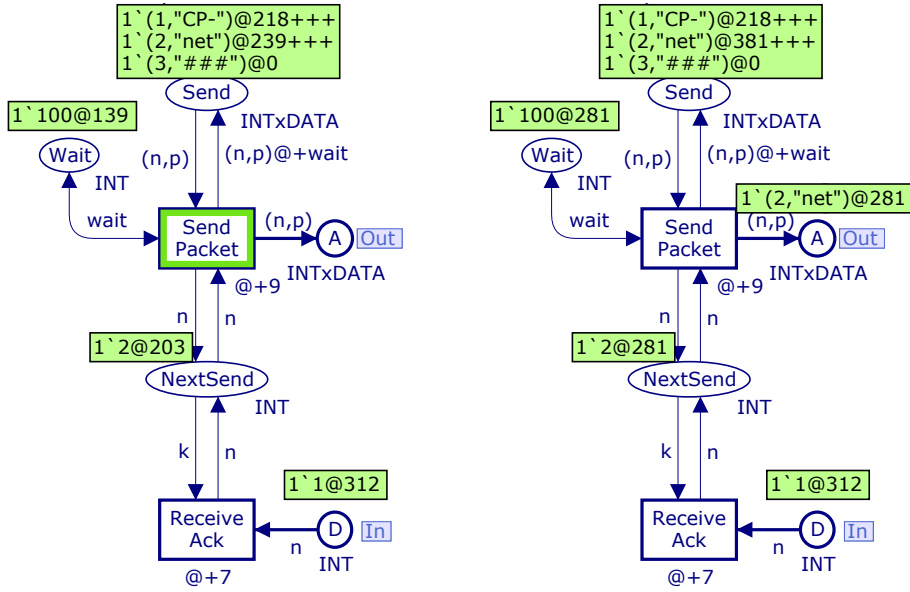 1`(1,"CP-")@218+++
1`(2,"net")@239+++
1`(3,"###")@0
Send
1`100@139
INTxDATA
Wait
(n,p)
(n,p)@+wait
INT
wait
Send
Packet
(n,p)
A
Out
INTxDATA
@+9
n
n
1`2@203
NextSend
INT
k
n
1`1@312
Receive
Ack
D
In
n
INT
@+7
1`(1,"CP-")@218+++
1`(2,"net")@381+++
1`(3,"###")@0
Send
1`100@281
INTxDATA
Wait
(n,p)
(n,p)@+wait
INT
1`(2,"net")@281
wait
Send
Packet
(n,p)
A
Out
INTxDATA
@+9
n
n
1`2@281
NextSend
INT
k
n
1`1@312
Receive
Ack
D
In
n
INT
@+7